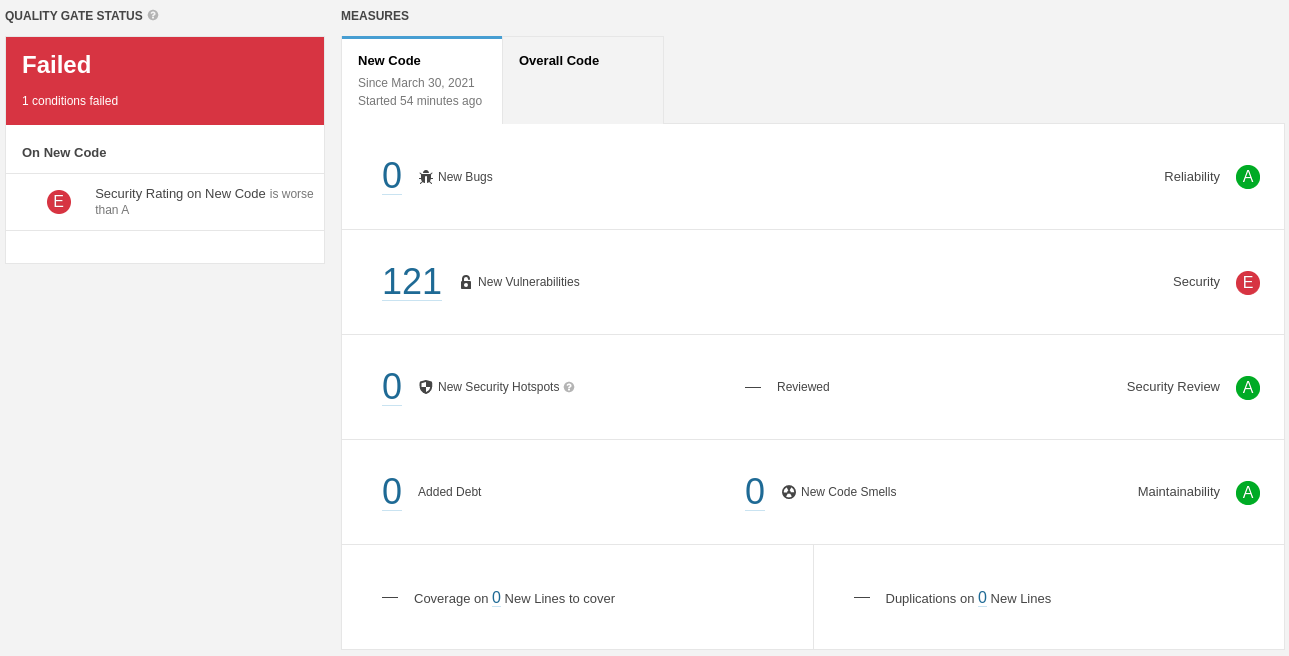 QUALITY GATE STATUS
Failed
1 conditions failed
On New Code
E
Security Rating on New Code is worse
than A
MEASURES
New Code
Since March 30, 2021
Started 54 minutes ago
Overall Code
0 New Bugs Reliability A
121 New Vulnerabilities Security E
0 New Security Hotspots — Reviewed Security Review A
0 Added Debt 0 New Code Smells Maintainability A
— Coverage on 0 New Lines to cover — Duplications on 0 New Lines